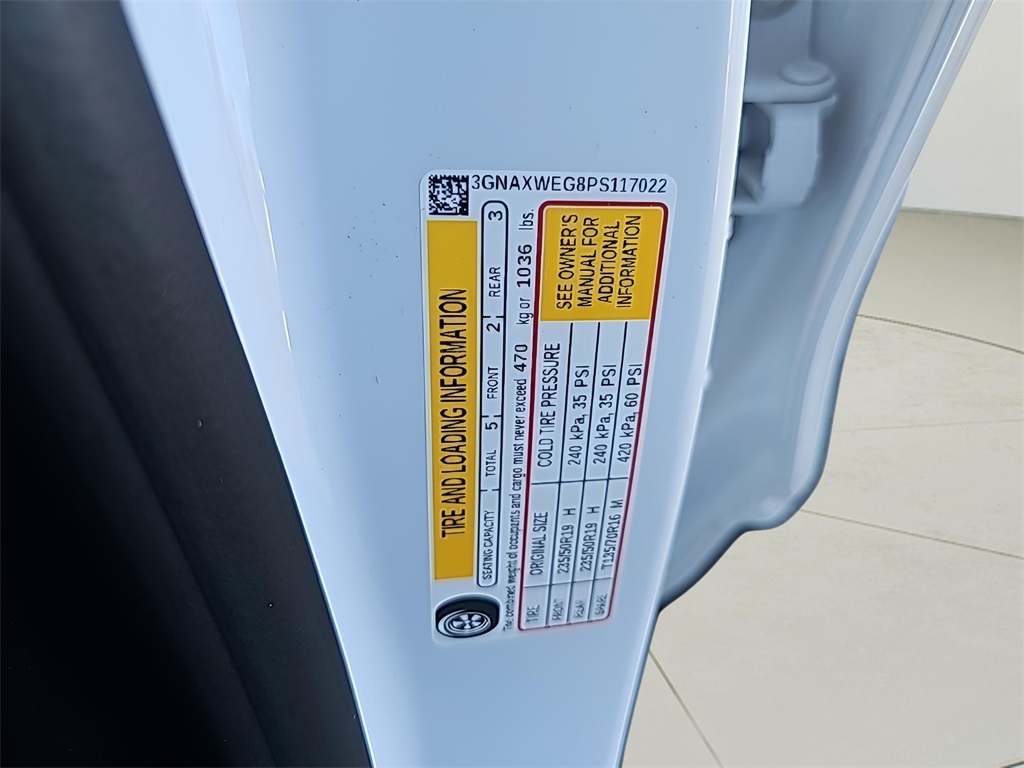 3GNAXWEG8PS117022
TIRE AND LOADING INFORMATION
SEATING CAPACITY TOTAL 5 FRONT 2 REAR 3
The combined weight of occupants and cargo must never exceed 470 kg or 1036 lbs.
TIRE ORIGINAL SIZE COLD TIRE PRESSURE
FRONT 235/50R19 H 240 kPa, 35 PSI
REAR 235/50R19 H 240 kPa, 35 PSI
SPARE T135/70R16 M 420 kPa, 60 PSI
SEE OWNER'S
MANUAL FOR
ADDITIONAL
INFORMATION